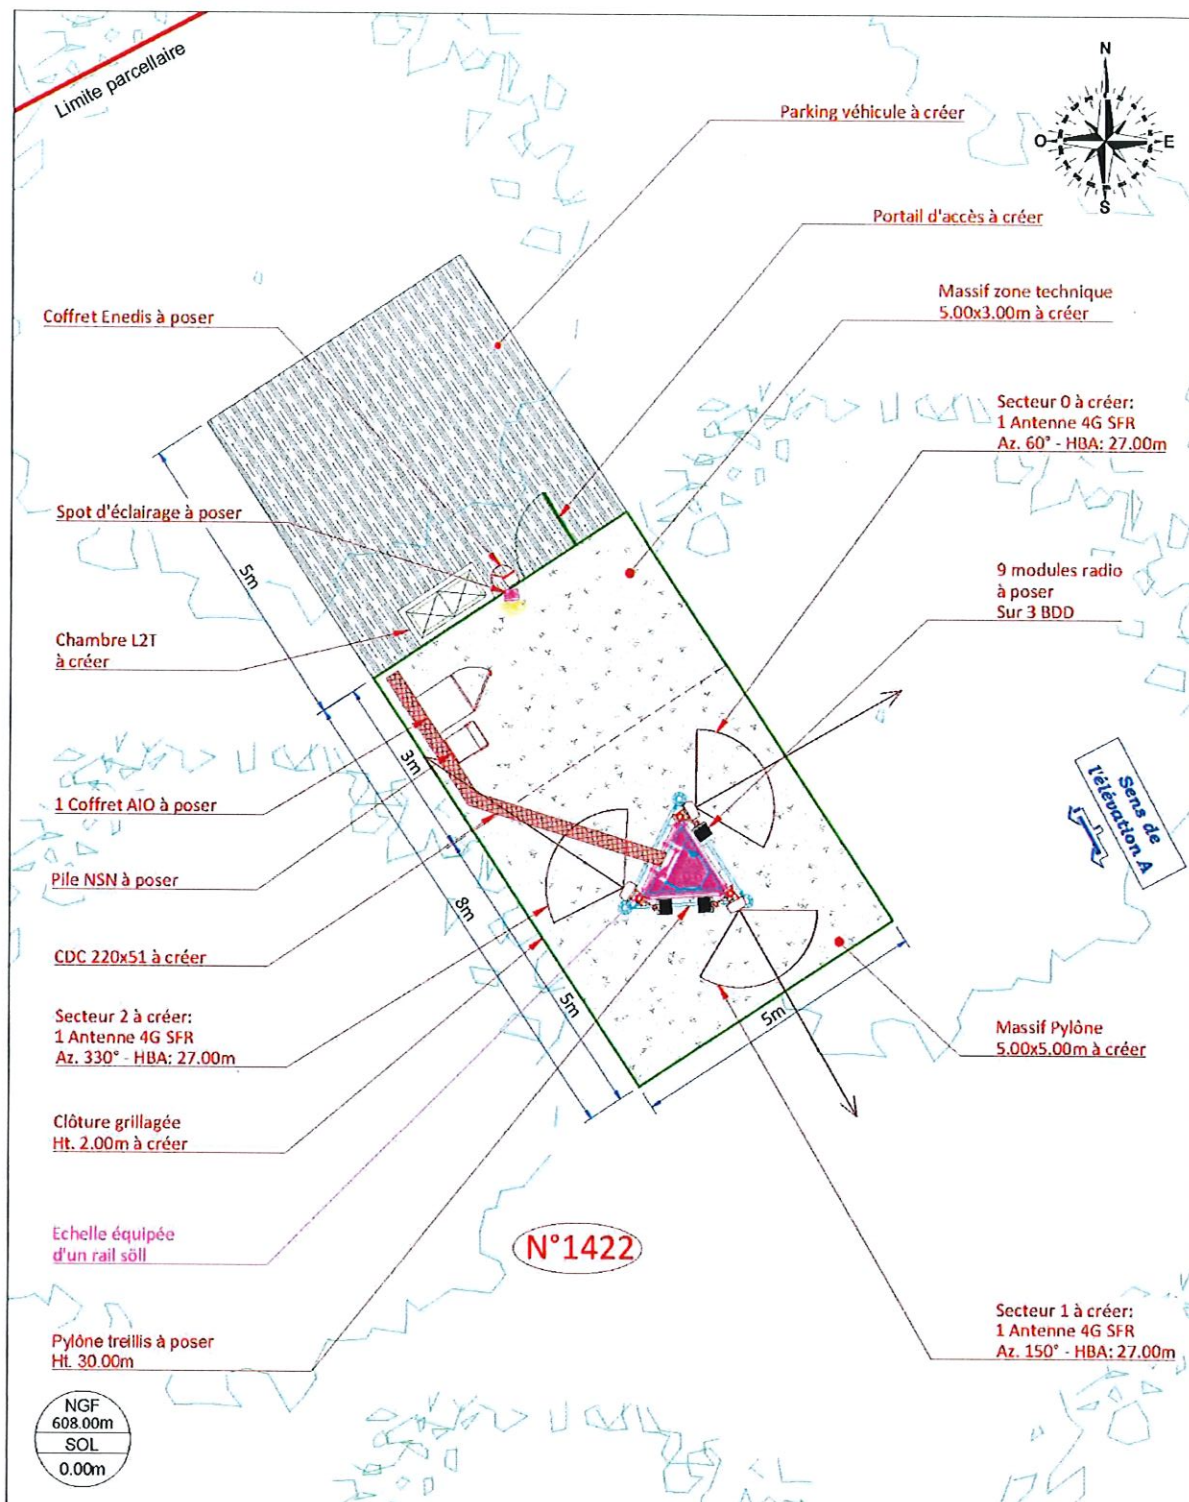 Limite parcellaire
N
O
E
S
Parking véhicule à créer
Portail d'accès à créer
Massif zone technique
5.00x3.00m à créer
Coffret Enedis à poser
Secteur 0 à créer:
1 Antenne 4G SFR
Az. 60° - HBA: 27.00m
Spot d'éclairage à poser
9 modules radio
à poser
Sur 3 BDD
5m
Chambre L2T
à créer
3m
1 Coffret AIO à poser
Sens de
l'élévation A
Pile NSN à poser
8m
CDC 220x51 à créer
5m
5m
Secteur 2 à créer:
1 Antenne 4G SFR
Az. 330° - HBA: 27.00m
Massif Pylône
5.00x5.00m à créer
Clôture grillagée
Ht. 2.00m à créer
Echelle équipée
d'un rail söll
N°1422
Secteur 1 à créer:
1 Antenne 4G SFR
Az. 150° - HBA: 27.00m
Pylône treillis à poser
Ht. 30.00m
NGF
608.00m
SOL
0.00m